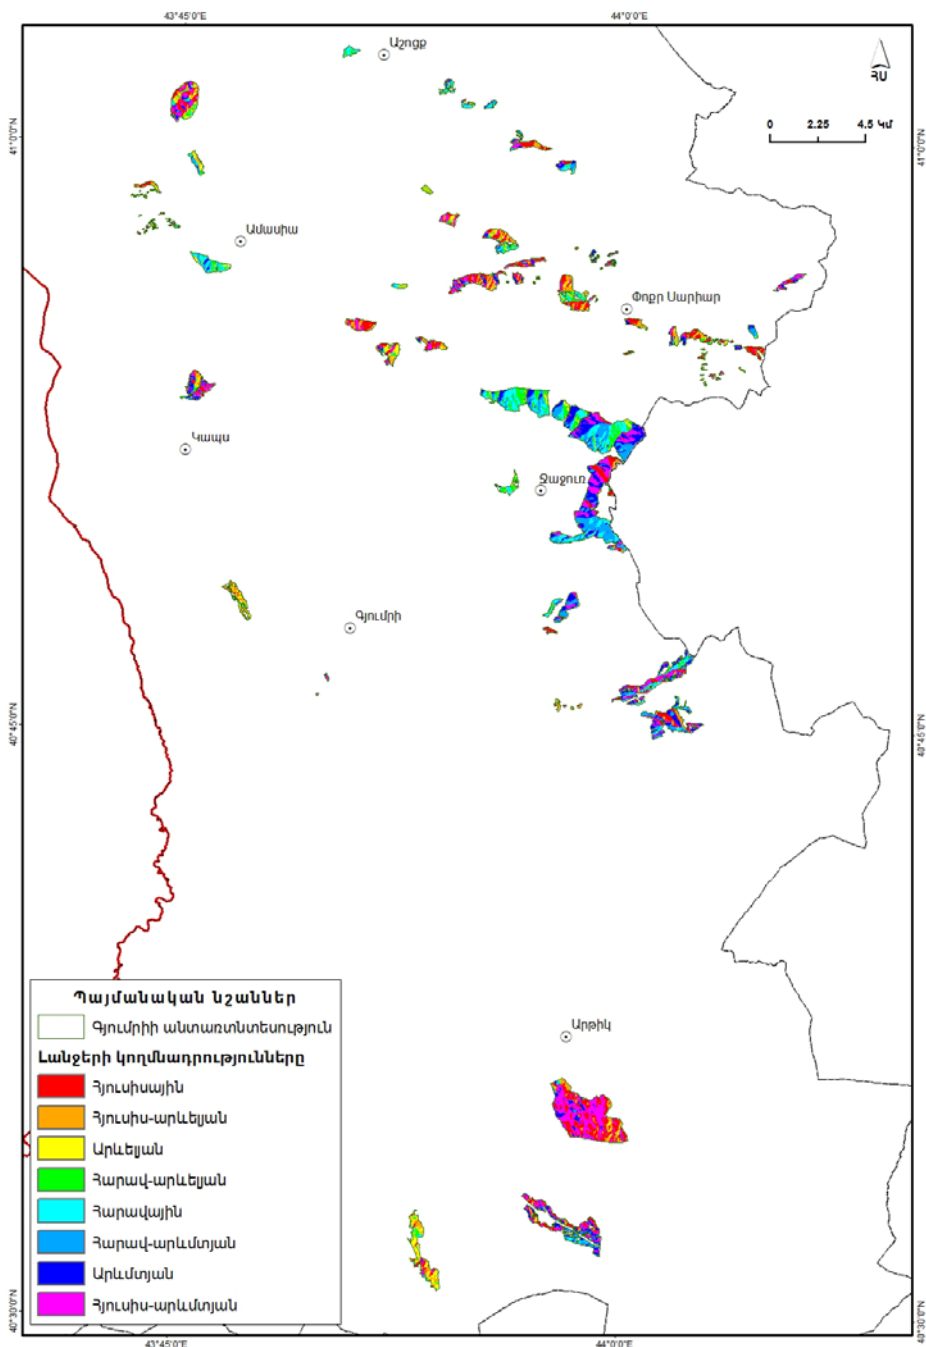 43°45'0"E 44°0'0"E
Աշոցք
ՀՍ
0 2.25 4.5 Կմ
41°0'0"N 41°0'0"N
Ամասիա
Փոքր Սարիար
Կապս
Ջաջուռ
Գյումրի
40°45'0"N 40°45'0"N
Արթիկ
Պայմանական նշաններ
Գյումրիի անտառտնտեսություն
Լանջերի կողմնադրությունները
Հյուսիսային
Հյուսիս-արևելյան
Արևելյան
Հարավ-արևելյան
Հարավային
Հարավ-արևմտյան
Արևմտյան
Հյուսիս-արևմտյան
40°30'0"N 40°30'0"N
43°45'0"E 44°0'0"E